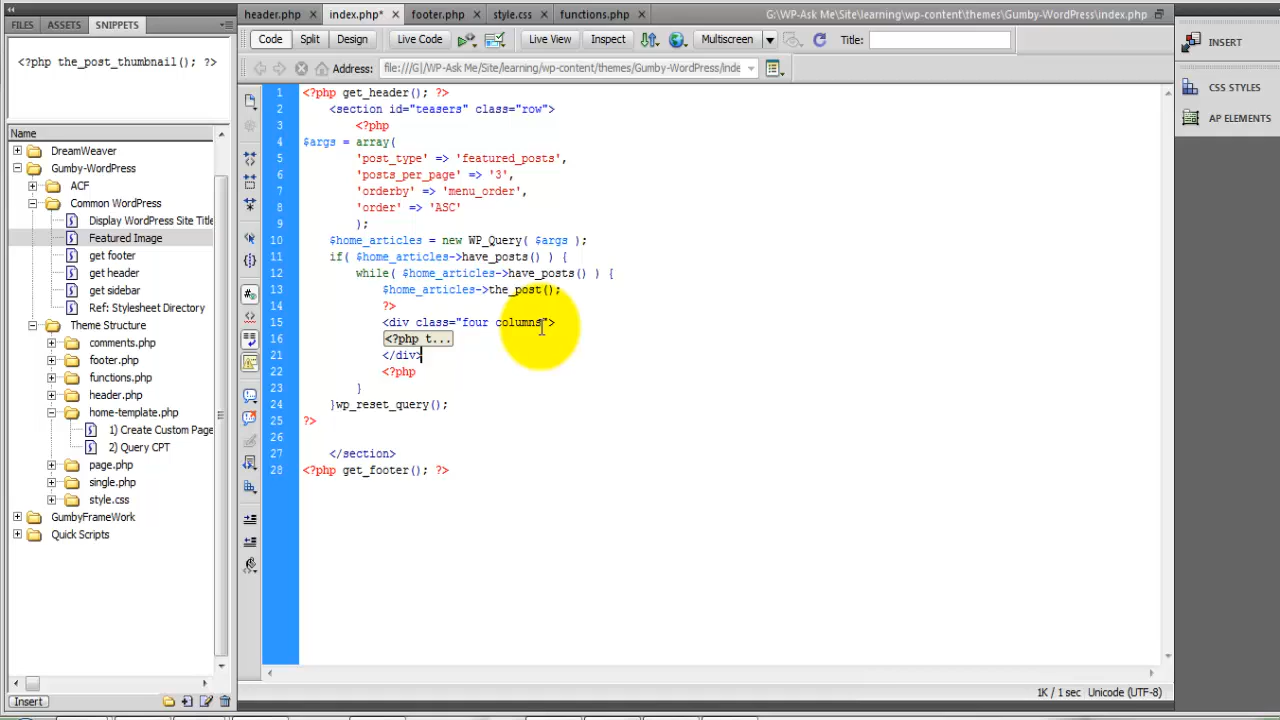 header.php
index.php*
footer.php
style.css
functions.php
G:\WP-Ask Me\Site\learning\wp-content\themes\Gumby-WordPress\index.php
FILES
ASSETS
SNIPPETS
Code
Split
Design
Live Code
Live View
Inspect
Multiscreen
Title:
INSERT
<?php the_post_thumbnail(); ?>
Address:
file:///G|/WP-Ask Me/Site/learning/wp-content/themes/Gumby-WordPress/inde
CSS STYLES
AP ELEMENTS
Name
DreamWeaver
Gumby-WordPress
ACF
Common WordPress
Display WordPress Site Title
Featured Image
get footer
get header
get sidebar
Ref: Stylesheet Directory
Theme Structure
comments.php
footer.php
functions.php
header.php
home-template.php
1) Create Custom Page
2) Query CPT
page.php
single.php
style.css
GumbyFrameWork
Quick Scripts
Insert
1 <?php get_header(); ?>
2 <section id="teasers" class="row">
3 <?php
4 $args = array(
5 'post_type' => 'featured_posts',
6 'posts_per_page' => '3',
7 'orderby' => 'menu_order',
8 'order' => 'ASC'
9 );
10 $home_articles = new WP_Query( $args );
11 if( $home_articles->have_posts() ) {
12 while( $home_articles->have_posts() ) {
13 $home_articles->the_post();
14 ?>
15 <div class="four columns">
16 <?php t...
21 </div>
22 <?php
23 }
24 }wp_reset_query();
25 ?>
26
27 </section>
28 <?php get_footer(); ?>
1K / 1 sec Unicode (UTF-8)